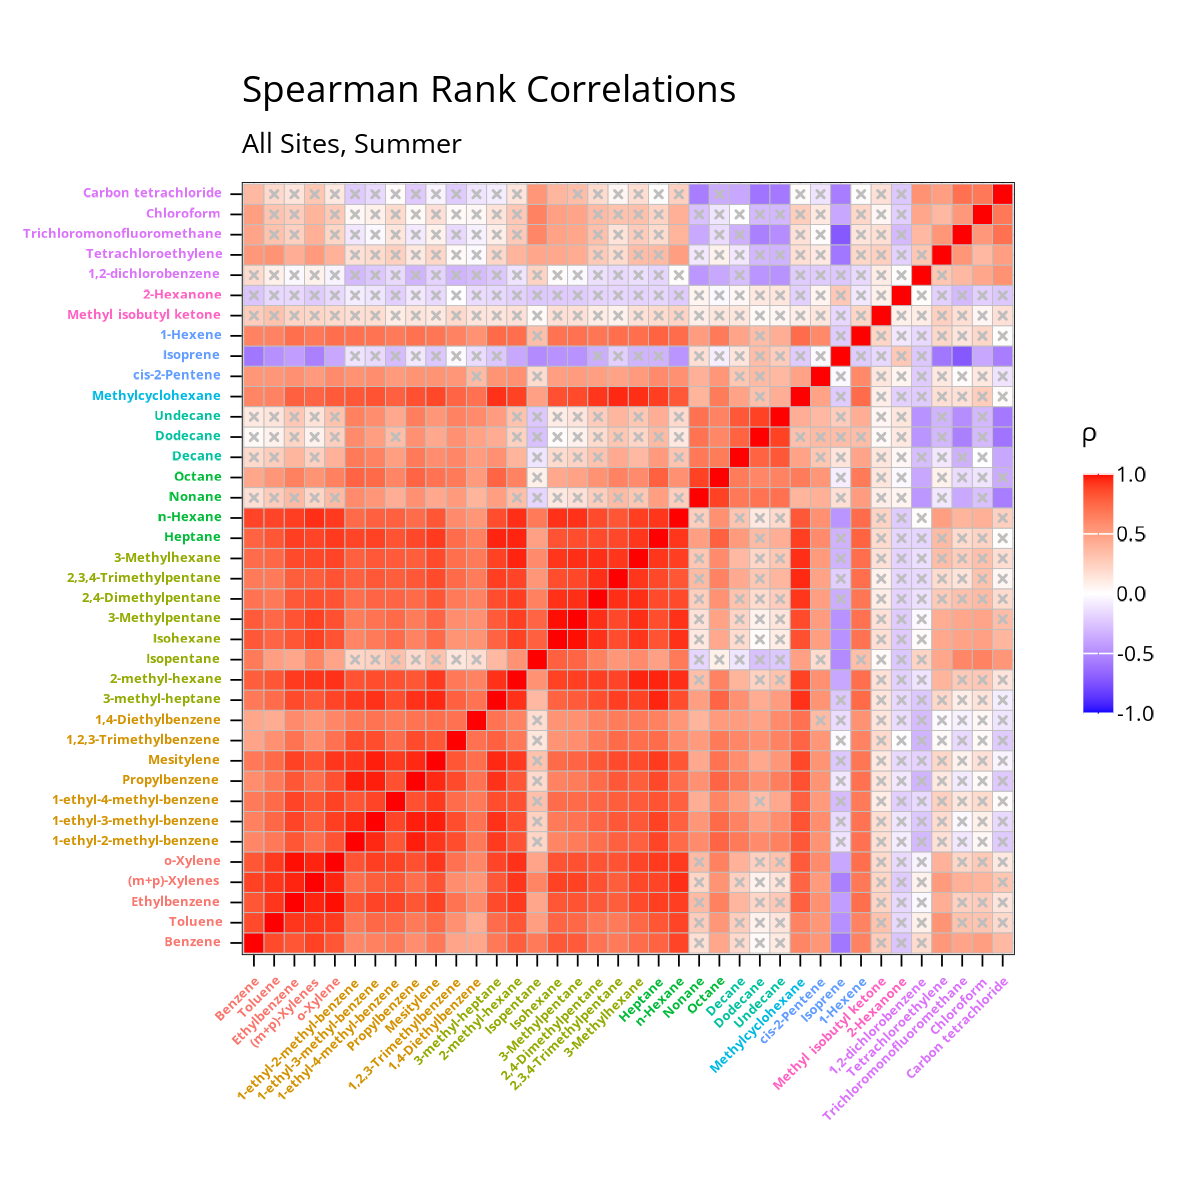 Spearman Rank Correlations
All Sites, Summer
Carbon tetrachloride
Chloroform
Trichloromonofluoromethane
Tetrachloroethylene
1,2-dichlorobenzene
2-Hexanone
Methyl isobutyl ketone
1-Hexene
Isoprene
cis-2-Pentene
Methylcyclohexane
Undecane
Dodecane
Decane
Octane
Nonane
n-Hexane
Heptane
3-Methylhexane
2,3,4-Trimethylpentane
2,4-Dimethylpentane
3-Methylpentane
Isohexane
Isopentane
2-methyl-hexane
3-methyl-heptane
1,4-Diethylbenzene
1,2,3-Trimethylbenzene
Mesitylene
Propylbenzene
1-ethyl-4-methyl-benzene
1-ethyl-3-methyl-benzene
1-ethyl-2-methyl-benzene
o-Xylene
(m+p)-Xylenes
Ethylbenzene
Toluene
Benzene
Benzene
Toluene
Ethylbenzene
(m+p)-Xylenes
o-Xylene
1-ethyl-2-methyl-benzene
1-ethyl-3-methyl-benzene
1-ethyl-4-methyl-benzene
Propylbenzene
Mesitylene
1,2,3-Trimethylbenzene
1,4-Diethylbenzene
3-methyl-heptane
2-methyl-hexane
Isopentane
Isohexane
3-Methylpentane
2,4-Dimethylpentane
2,3,4-Trimethylpentane
3-Methylhexane
Heptane
n-Hexane
Nonane
Octane
Decane
Dodecane
Undecane
Methylcyclohexane
cis-2-Pentene
Isoprene
1-Hexene
Methyl isobutyl ketone
2-Hexanone
1,2-dichlorobenzene
Tetrachloroethylene
Trichloromonofluoromethane
Chloroform
Carbon tetrachloride
ρ
1.0
0.5
0.0
-0.5
-1.0